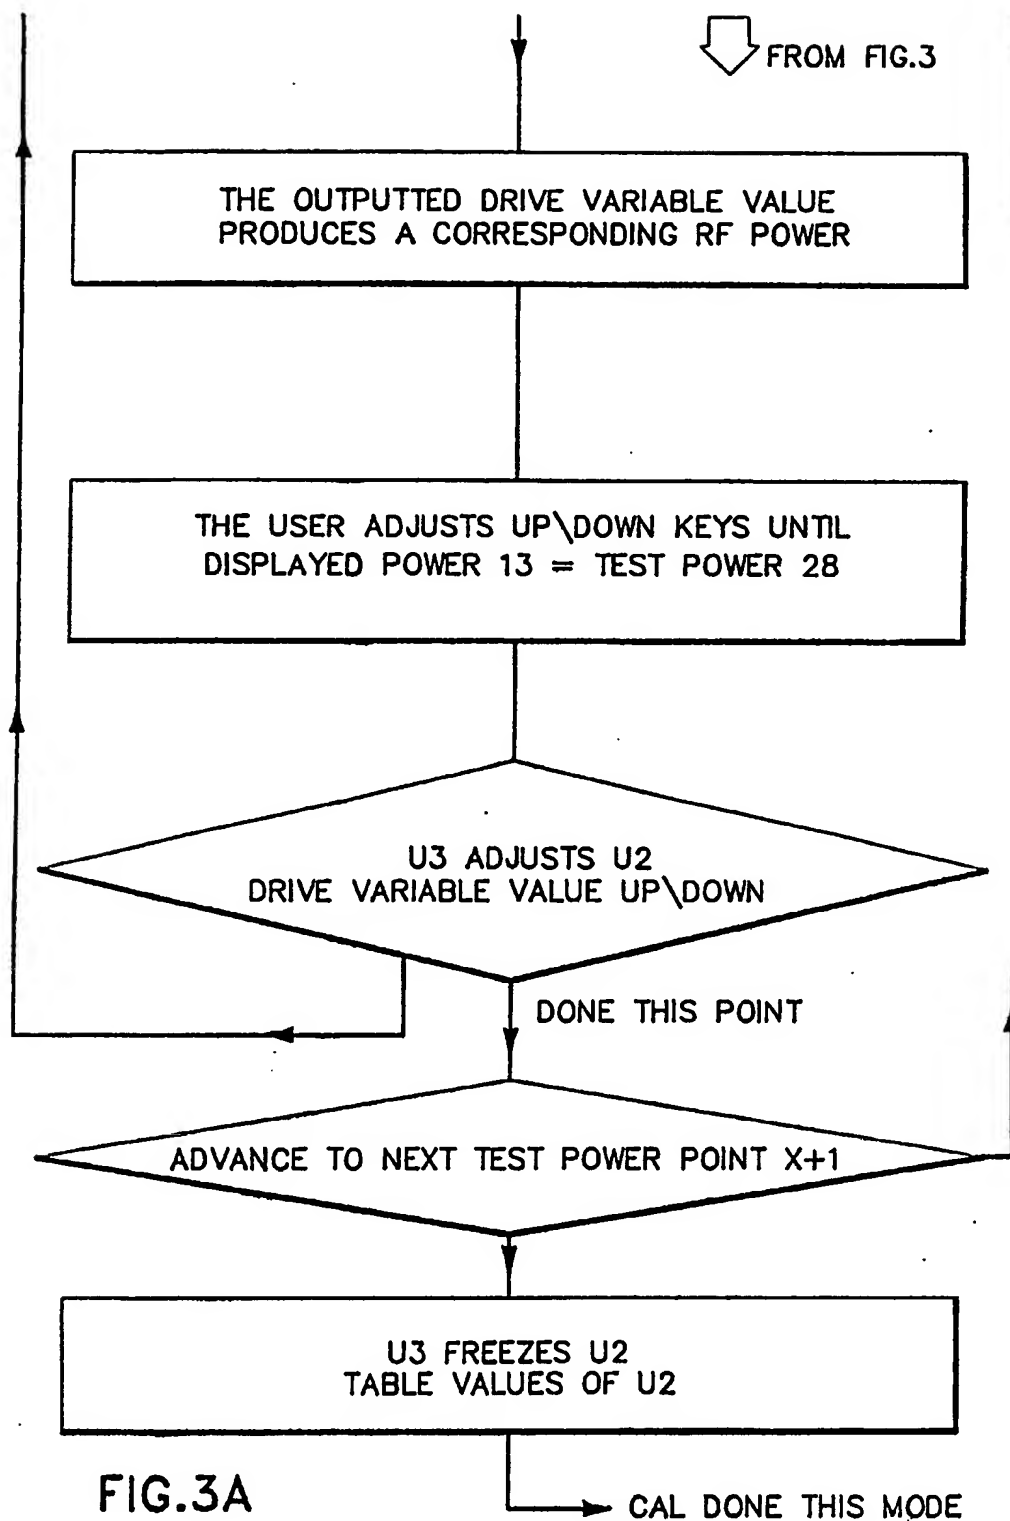 FROM FIG.3
THE OUTPUTTED DRIVE VARIABLE VALUE
PRODUCES A CORRESPONDING RF POWER
THE USER ADJUSTS UP\DOWN KEYS UNTIL
DISPLAYED POWER 13 = TEST POWER 28
U3 ADJUSTS U2
DRIVE VARIABLE VALUE UP\DOWN
DONE THIS POINT
ADVANCE TO NEXT TEST POWER POINT X+1
U3 FREEZES U2
TABLE VALUES OF U2
FIG.3A
CAL DONE THIS MODE